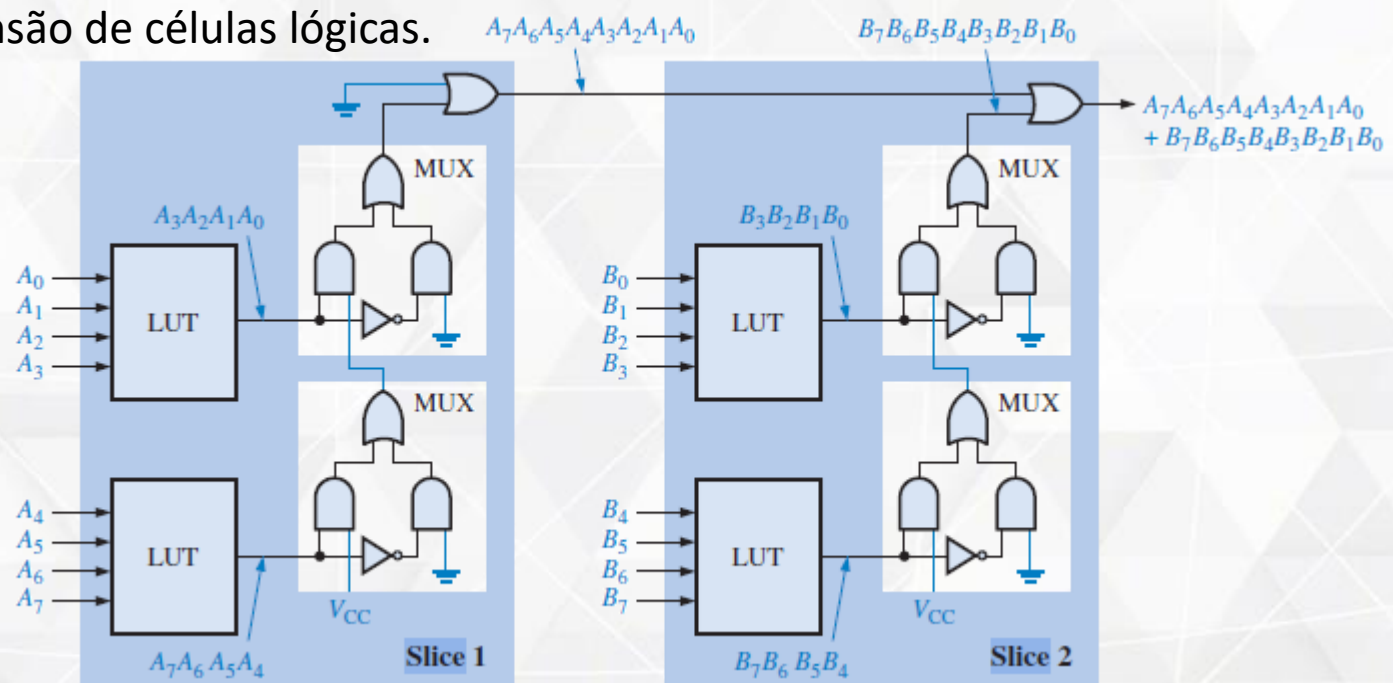 são de células lógicas.
A₇A₆A₅A₄A₃A₂A₁A₀
B₇B₆B₅B₄B₃B₂B₁B₀
A₇A₆A₅A₄A₃A₂A₁A₀
+ B₇B₆B₅B₄B₃B₂B₁B₀
MUX
A₃A₂A₁A₀
A₀
A₁
A₂
A₃
LUT
MUX
A₄
A₅
A₆
A₇
LUT
V_CC
A₇A₆ A₅A₄
Slice 1
MUX
B₃B₂B₁B₀
B₀
B₁
B₂
B₃
LUT
MUX
B₄
B₅
B₆
B₇
LUT
V_CC
B₇B₆ B₅B₄
Slice 2